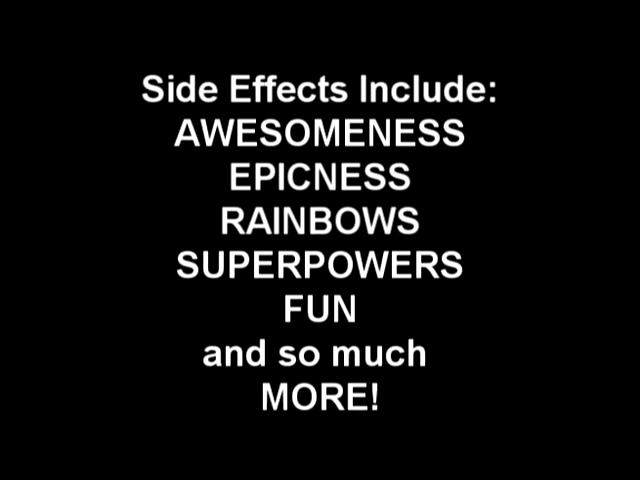 Side Effects Include:
AWESOMENESS
EPICNESS
RAINBOWS
SUPERPOWERS
FUN
and so much
MORE!